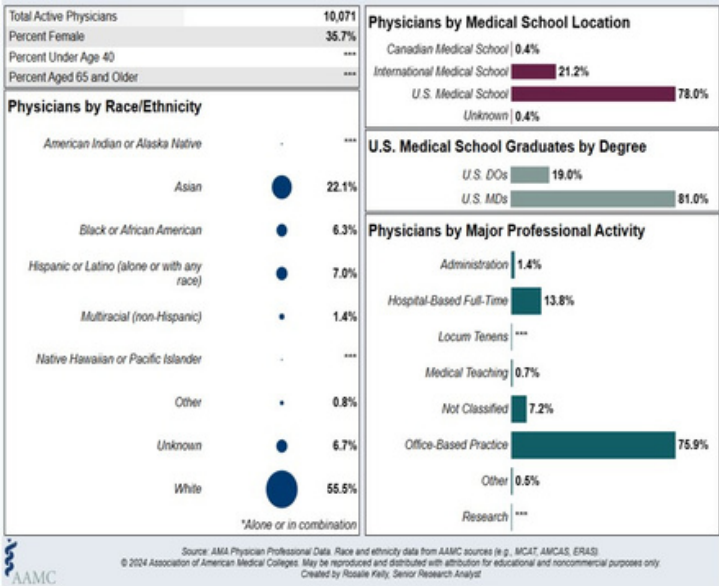 Total Active Physicians 10,071
Percent Female 35.7%
Percent Under Age 40 ***
Percent Aged 65 and Older ***
Physicians by Race/Ethnicity
American Indian or Alaska Native ***
Asian 22.1%
Black or African American 6.3%
Hispanic or Latino (alone or with any
race) 7.0%
Multiracial (non-Hispanic) 1.4%
Native Hawaiian or Pacific Islander ***
Other 0.8%
Unknown 6.7%
White 55.5%
*Alone or in combination
Physicians by Medical School Location
Canadian Medical School 0.4%
International Medical School 21.2%
U.S. Medical School 78.0%
Unknown 0.4%
U.S. Medical School Graduates by Degree
U.S. DOs 19.0%
U.S. MDs 81.0%
Physicians by Major Professional Activity
Administration 1.4%
Hospital-Based Full-Time 13.8%
Locum Tenens ***
Medical Teaching 0.7%
Not Classified 7.2%
Office-Based Practice 75.9%
Other 0.5%
Research ***
AAMC
Source: AMA Physician Professional Data. Race and ethnicity data from AAMC sources (e.g., MCAT, AMCAS, ERAS)
© 2024 Association of American Medical Colleges. May be reproduced and distributed with attribution for educational and noncommercial purposes only.
Created by Rosalie Kelly, Senior Research Analyst